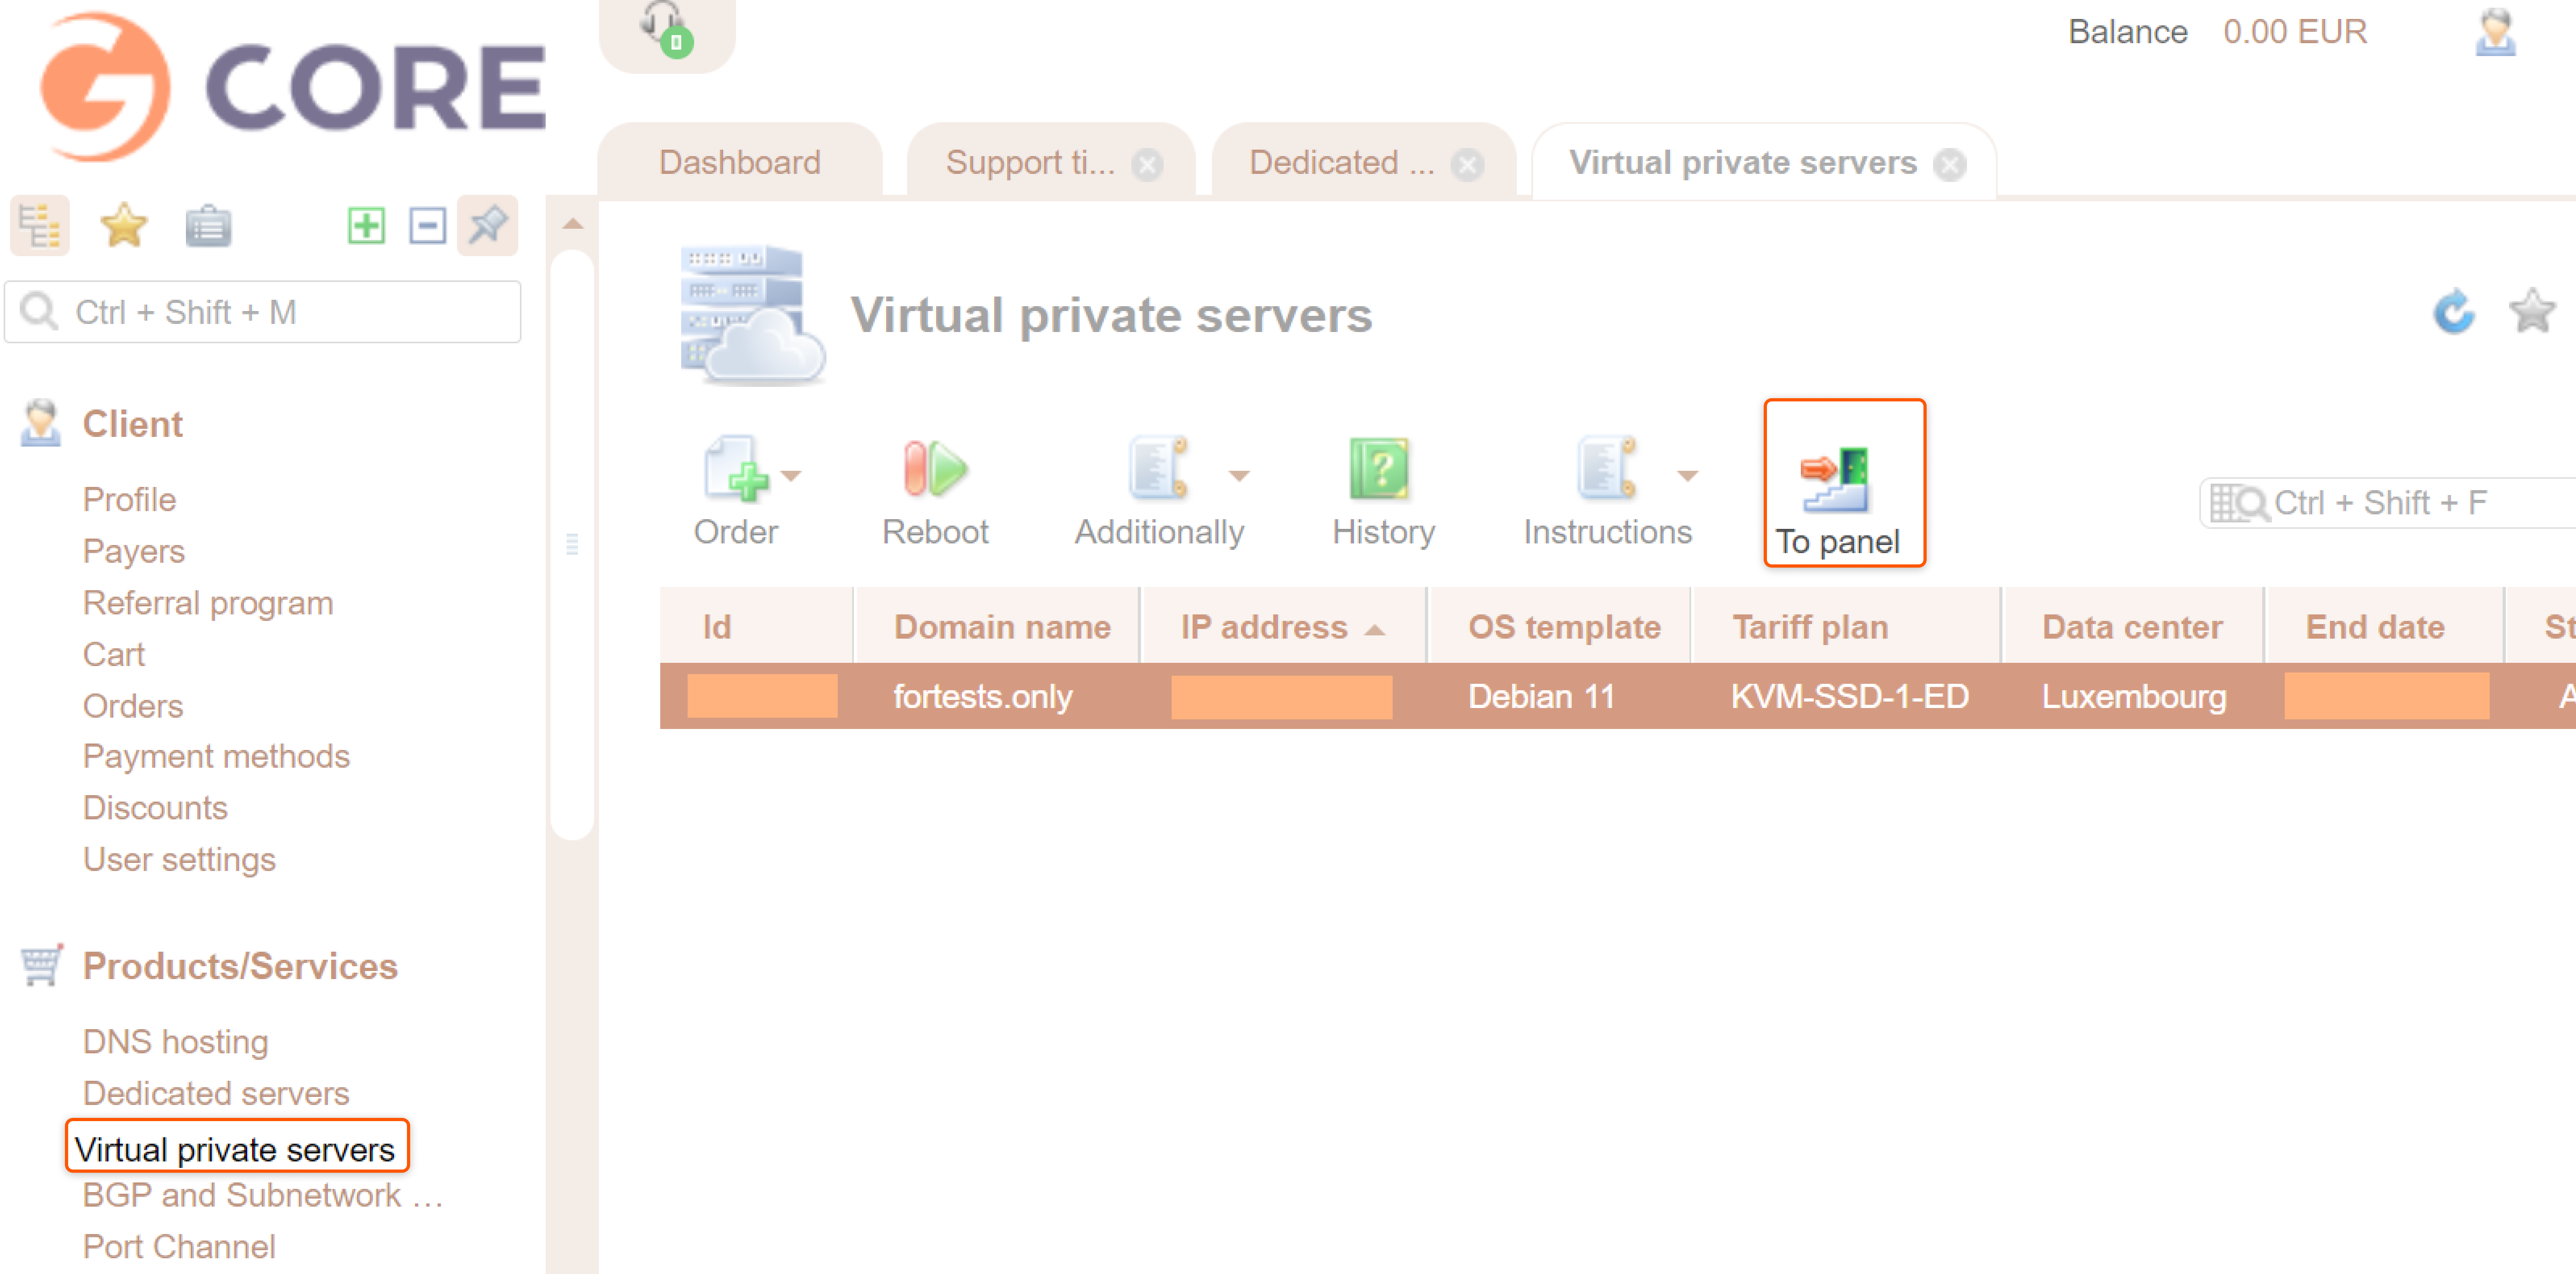 CORE
Balance 0.00 EUR
Dashboard Support ti... Dedicated ... Virtual private servers
Ctrl + Shift + M
Virtual private servers
Client
Profile
Payers
Referral program
Cart
Orders
Payment methods
Discounts
User settings
Products/Services
DNS hosting
Dedicated servers
Virtual private servers
BGP and Subnetwork ...
Port Channel
Order Reboot Additionally History Instructions To panel
Ctrl + Shift + F
Id Domain name IP address OS template Tariff plan Data center End date St
fortests.only Debian 11 KVM-SSD-1-ED Luxembourg A